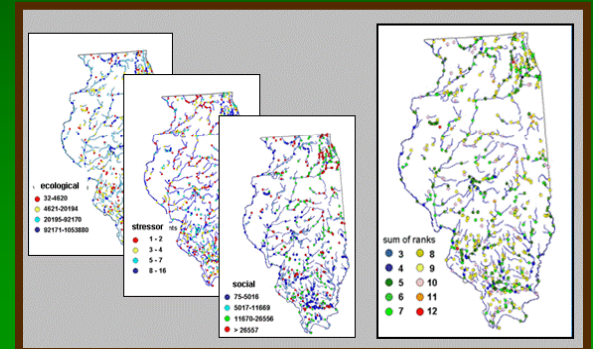 ecological
32-4620
4621-20194
20195-92170
92171-1053880
stressor nts
1 - 2
3 - 4
5 - 7
8 - 16
social
75-5016
5017-11669
11670-26556
> 26557
sum of ranks
3 8
4 9
5 10
6 11
7 12